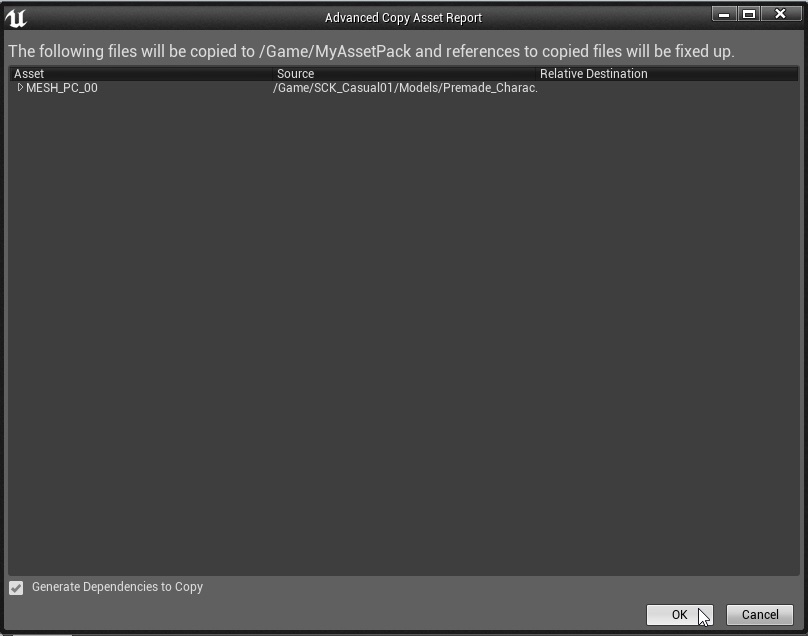 Advanced Copy Asset Report
The following files will be copied to /Game/MyAssetPack and references to copied files will be fixed up.
Asset Source Relative Destination
MESH_PC_00 /Game/SCK_Casual01/Models/Premade_Charac.
Generate Dependencies to Copy
OK Cancel